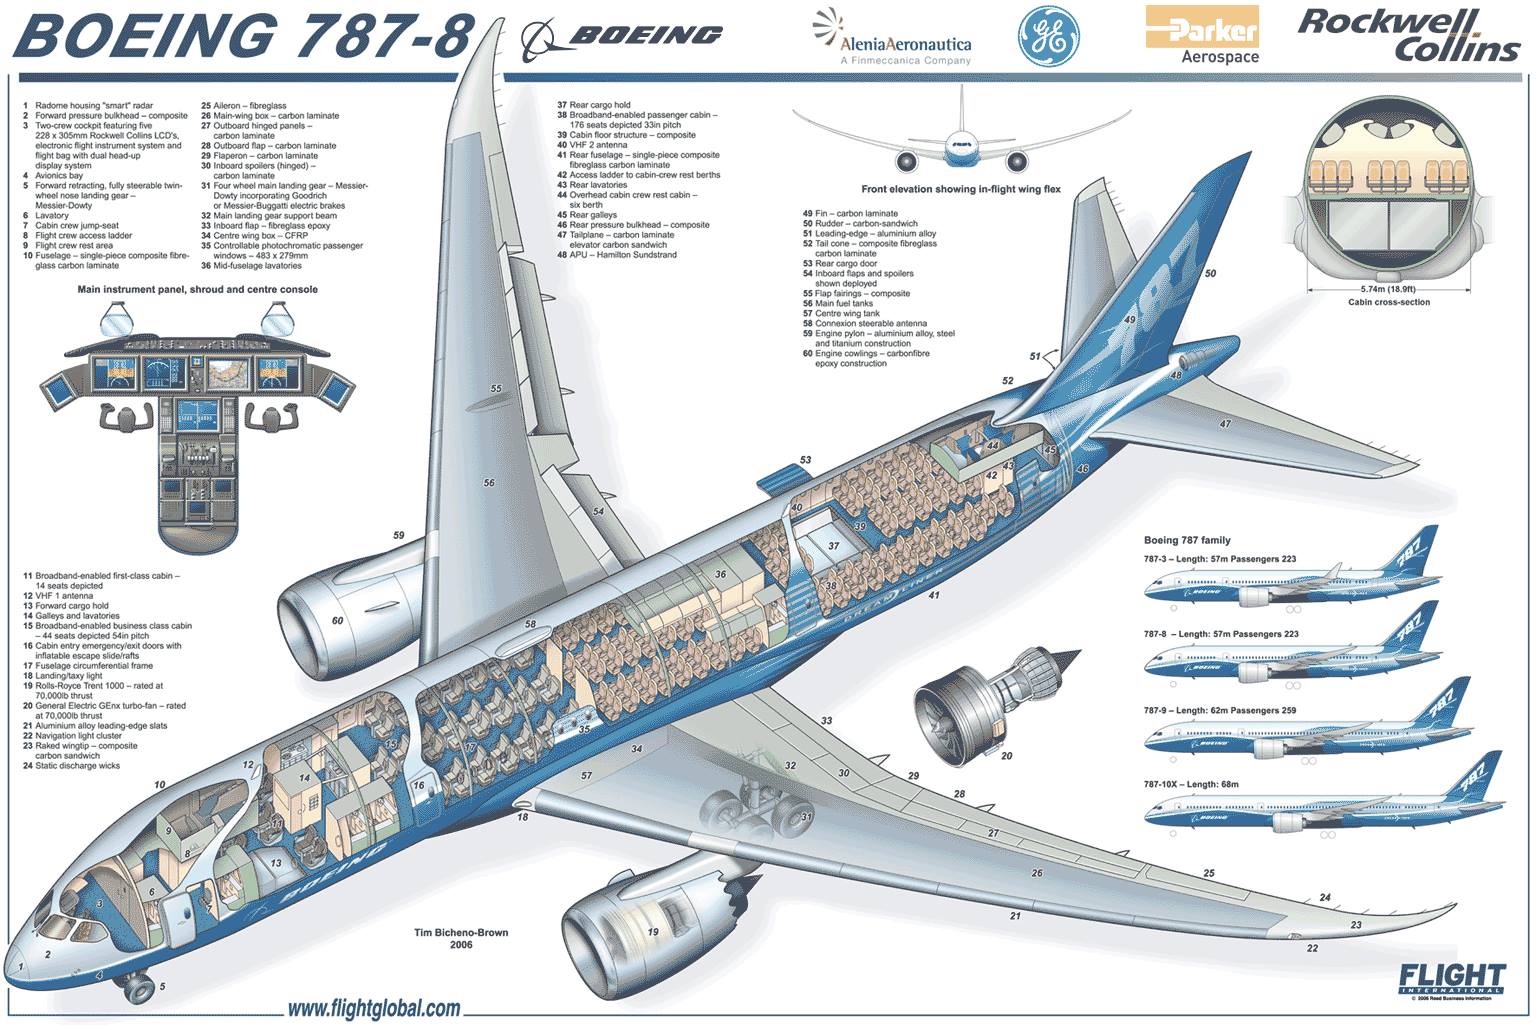 BOEING 787-8
BOEING
AleniaAeronautica
A Finmeccanica Company
GE
Parker
Aerospace
Rockwell
Collins
1 Radome housing "smart" radar
2 Forward pressure bulkhead – composite
3 Two-crew cockpit featuring five
228 x 305mm Rockwell Collins LCD's,
electronic flight instrument system and
flight bag with dual head-up
display system
4 Avionics bay
5 Forward retracting, fully steerable twin-
wheel nose landing gear –
Messier-Dowty
6 Lavatory
7 Cabin crew jump-seat
8 Flight crew access ladder
9 Flight crew rest area
10 Fuselage – single-piece composite fibre-
glass carbon laminate
25 Aileron – fibreglass
26 Main-wing box – carbon laminate
27 Outboard hinged panels –
carbon laminate
28 Outboard flap – carbon laminate
29 Flaperon – carbon laminate
30 Inboard spoilers (hinged) –
carbon laminate
31 Four wheel main landing gear – Messier-
Dowty incorporating Goodrich
or Messier-Buggatti electric brakes
32 Main landing gear support beam
33 Inboard flap – fibreglass epoxy
34 Centre wing box – CFRP
35 Controllable photochromatic passenger
windows – 483 x 279mm
36 Mid-fuselage lavatories
37 Rear cargo hold
38 Broadband-enabled passenger cabin –
176 seats depicted 33in pitch
39 Cabin floor structure – composite
40 VHF 2 antenna
41 Rear fuselage – single-piece composite
fibreglass carbon laminate
42 Access ladder to cabin-crew rest berths
43 Rear lavatories
44 Overhead cabin crew rest cabin –
six berth
45 Rear galleys
46 Rear pressure bulkhead – composite
47 Tailplane – carbon laminate
elevator carbon sandwich
48 APU – Hamilton Sundstrand
Front elevation showing in-flight wing flex
49 Fin – carbon laminate
50 Rudder – carbon-sandwich
51 Leading-edge – aluminium alloy
52 Tail cone – composite fibreglass
carbon laminate
53 Rear cargo door
54 Inboard flaps and spoilers
shown deployed
55 Flap fairings – composite
56 Main fuel tanks
57 Centre wing tank
58 Connexion steerable antenna
59 Engine pylon – aluminium alloy, steel
and titanium construction
60 Engine cowlings – carbonfibre
epoxy construction
5.74m (18.9ft)
Cabin cross-section
Main instrument panel, shroud and centre console
11 Broadband-enabled first-class cabin –
14 seats depicted
12 VHF 1 antenna
13 Forward cargo hold
14 Galleys and lavatories
15 Broadband-enabled business class cabin
– 44 seats depicted 54in pitch
16 Cabin entry emergency/exit doors with
inflatable escape slide/rafts
17 Fuselage circumferential frame
18 Landing/taxy light
19 Rolls-Royce Trent 1000 – rated at
70,000lb thrust
20 General Electric GEnx turbo-fan – rated
at 70,000lb thrust
21 Aluminium alloy leading-edge slats
22 Navigation light cluster
23 Raked wingtip – composite
carbon sandwich
24 Static discharge wicks
50
787
49
51
48
52
47
55
44
45
43
46
53
42
56
40
54
39
59
37
36
38
DREAMLINER
41
60
58
33
35
15
17
34
32
20
12
57
30
29
10
14
16
28
18
31
27
11
9
8
13
26
25
BOEING
6
24
3
7
21
23
19
2
22
1
4
5
Boeing 787 family
787-3 – Length: 57m Passengers 223
787
BOEING
787-8 – Length: 57m Passengers 223
787
BOEING
787-9 – Length: 62m Passengers 259
787
BOEING
787-10X – Length: 68m
787
BOEING
Tim Bicheno-Brown
2006
www.flightglobal.com
FLIGHT
INTERNATIONAL
© 2006 Reed Business Information